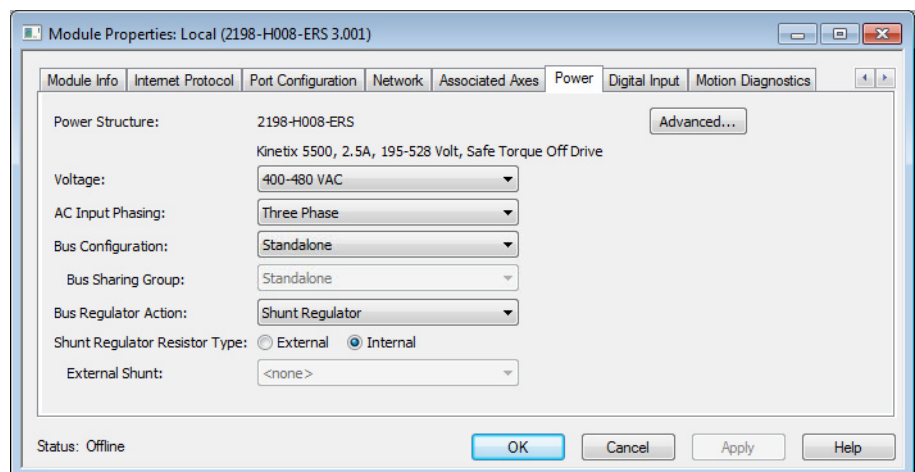 Module Properties: Local (2198-H008-ERS 3.001)
Module Info Internet Protocol Port Configuration Network Associated Axes Power Digital Input Motion Diagnostics
Power Structure: 2198-H008-ERS Advanced...
Kinetix 5500, 2.5A, 195-528 Volt, Safe Torque Off Drive
Voltage: 400-480 VAC
AC Input Phasing: Three Phase
Bus Configuration: Standalone
Bus Sharing Group: Standalone
Bus Regulator Action: Shunt Regulator
Shunt Regulator Resistor Type: External Internal
External Shunt: <none>
Status: Offline OK Cancel Apply Help